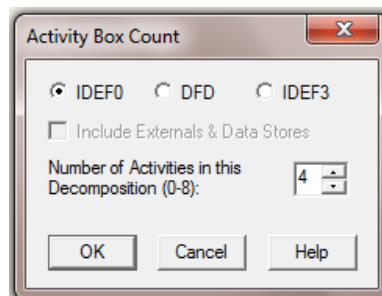 Activity Box Count
IDEF0 DFD IDEF3
Include Externals & Data Stores
Number of Activities in this
Decomposition (0-8):
4
OK Cancel Help